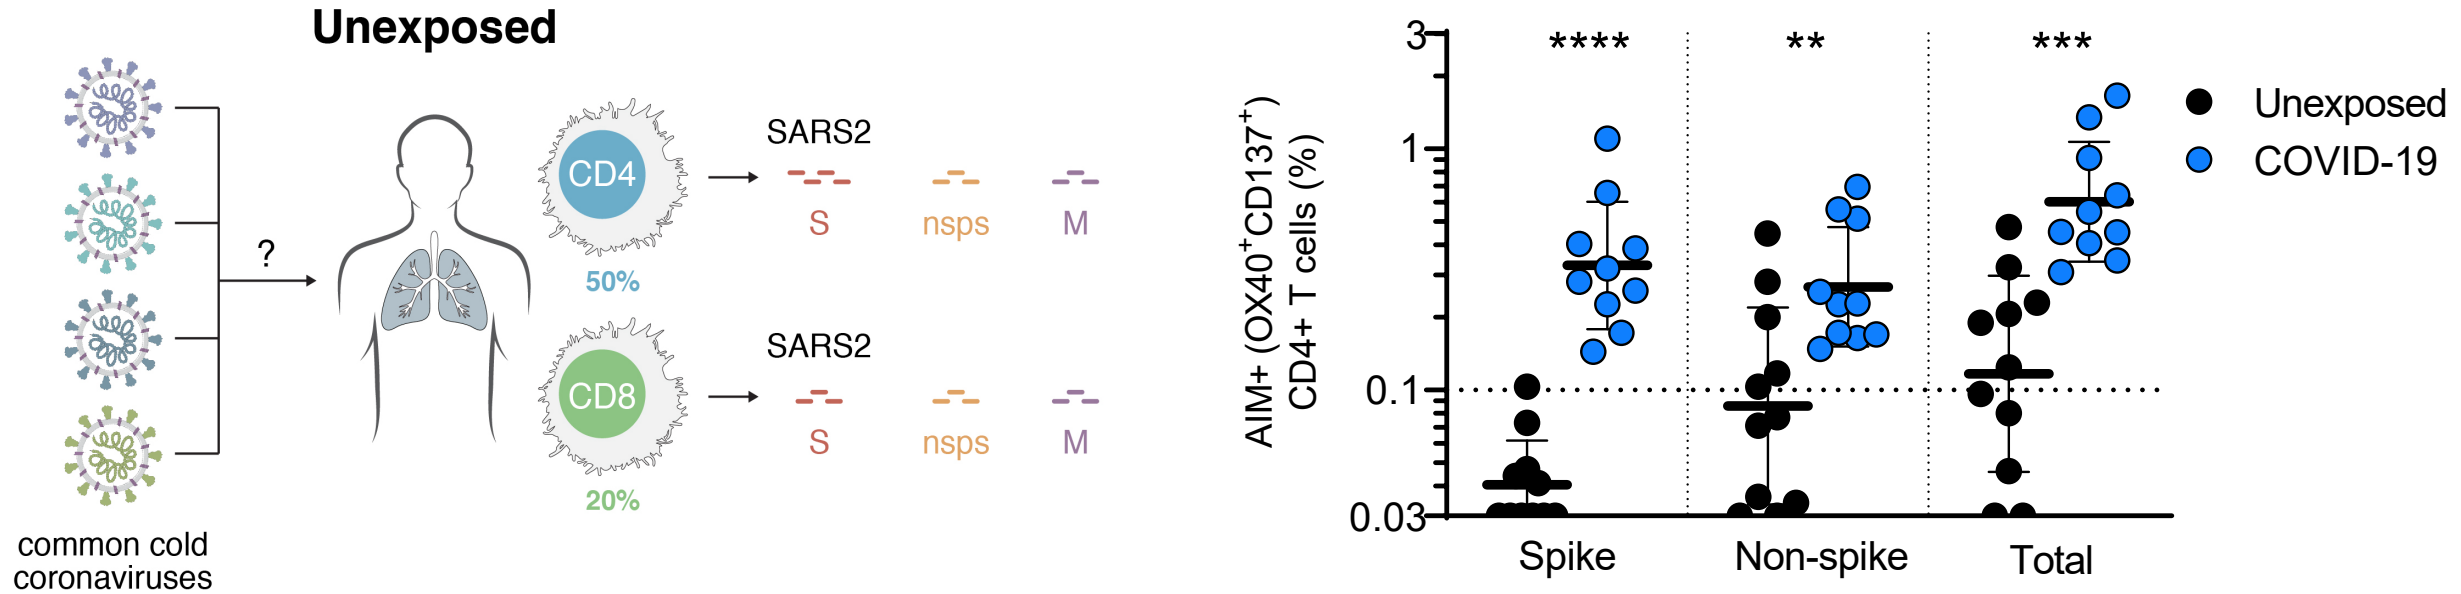 Unexposed
?
common cold
coronaviruses
CD4
50%
SARS2
S nsps M
CD8
20%
SARS2
S nsps M
AIM+ (OX40+CD137+)
CD4+ T cells (%)
3
1
0.1
0.03
**** ** ***
Spike Non-spike Total
Unexposed
COVID-19